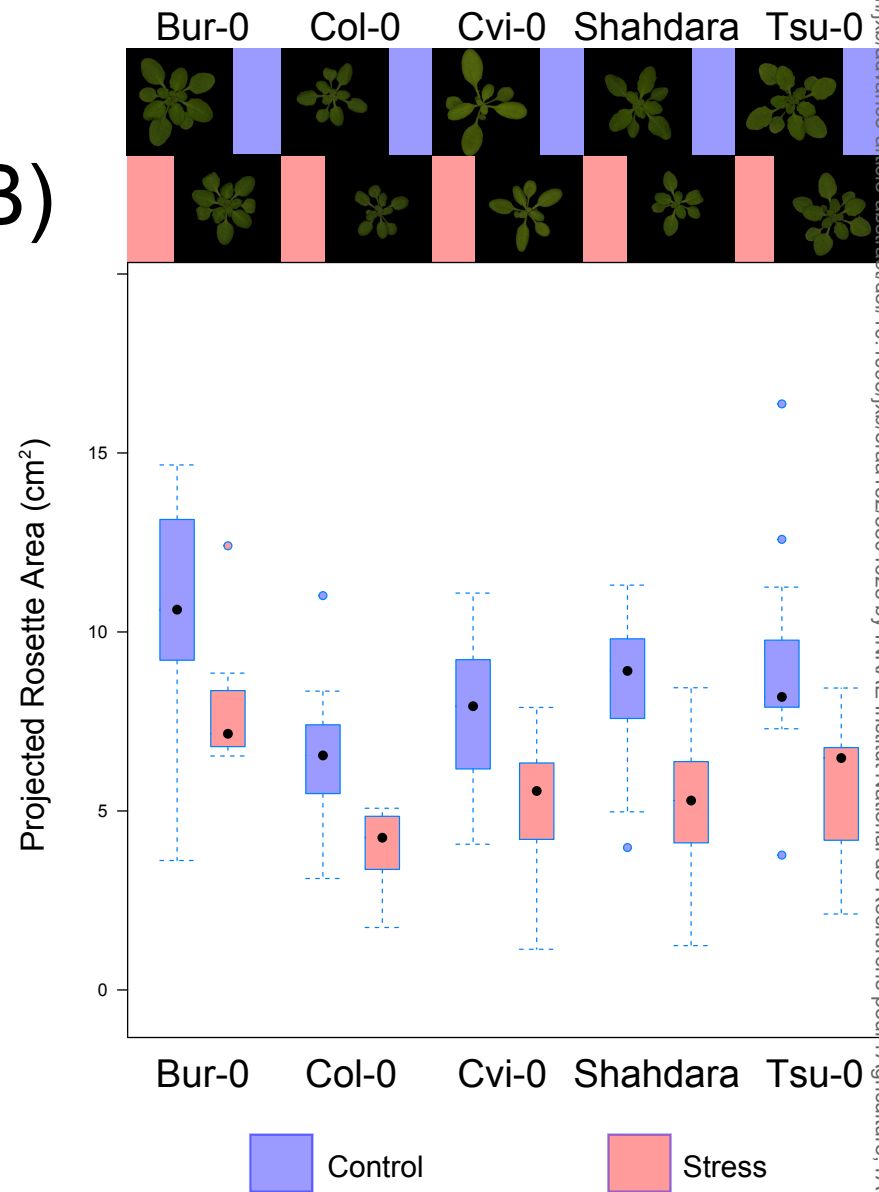 Bur-0 Col-0 Cvi-0 Shahdara Tsu-0
B)
Projected Rosette Area (cm²)
15
10
5
0
Bur-0 Col-0 Cvi-0 Shahdara Tsu-0
Control Stress